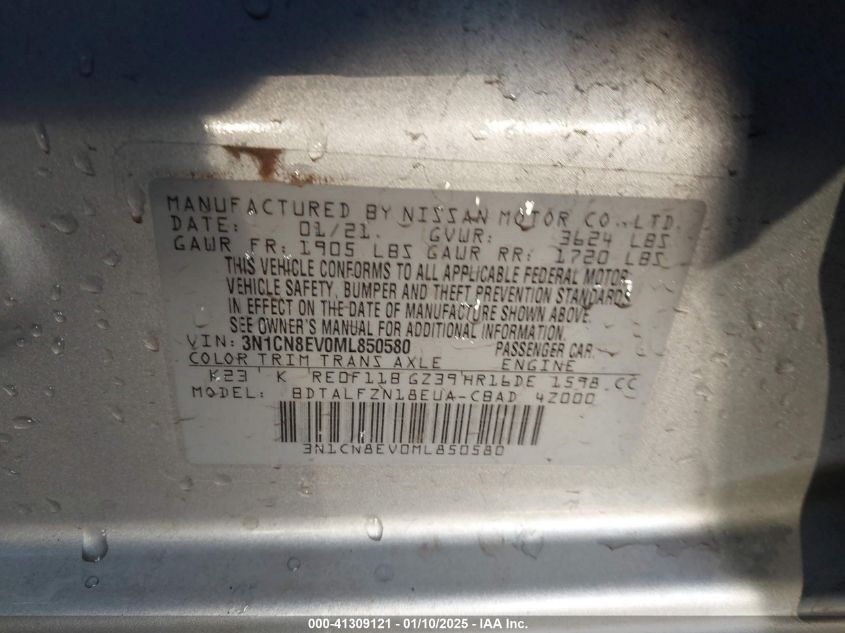 MANUFACTURED BY NISSAN MOTOR CO.,LTD.
DATE: 01/21. GVWR: 3624 LBS
GAWR FR: 1905 LBS GAWR RR: 1720 LBS
THIS VEHICLE CONFORMS TO ALL APPLICABLE FEDERAL MOTOR
VEHICLE SAFETY, BUMPER AND THEFT PREVENTION STANDARDS
IN EFFECT ON THE DATE OF MANUFACTURE SHOWN ABOVE.
SEE OWNER'S MANUAL FOR ADDITIONAL INFORMATION.
VIN: 3N1CN8EV0ML850580 PASSENGER CAR
COLOR TRIM TRANS AXLE ENGINE
K23 K RE0F11B GZ39 HR16DE 1598 CC
MODEL: BDTALFZN18EUA-CBAD 4Z000
3N1CN8EV0ML850580
000-41309121 - 01/10/2025 - IAA Inc.